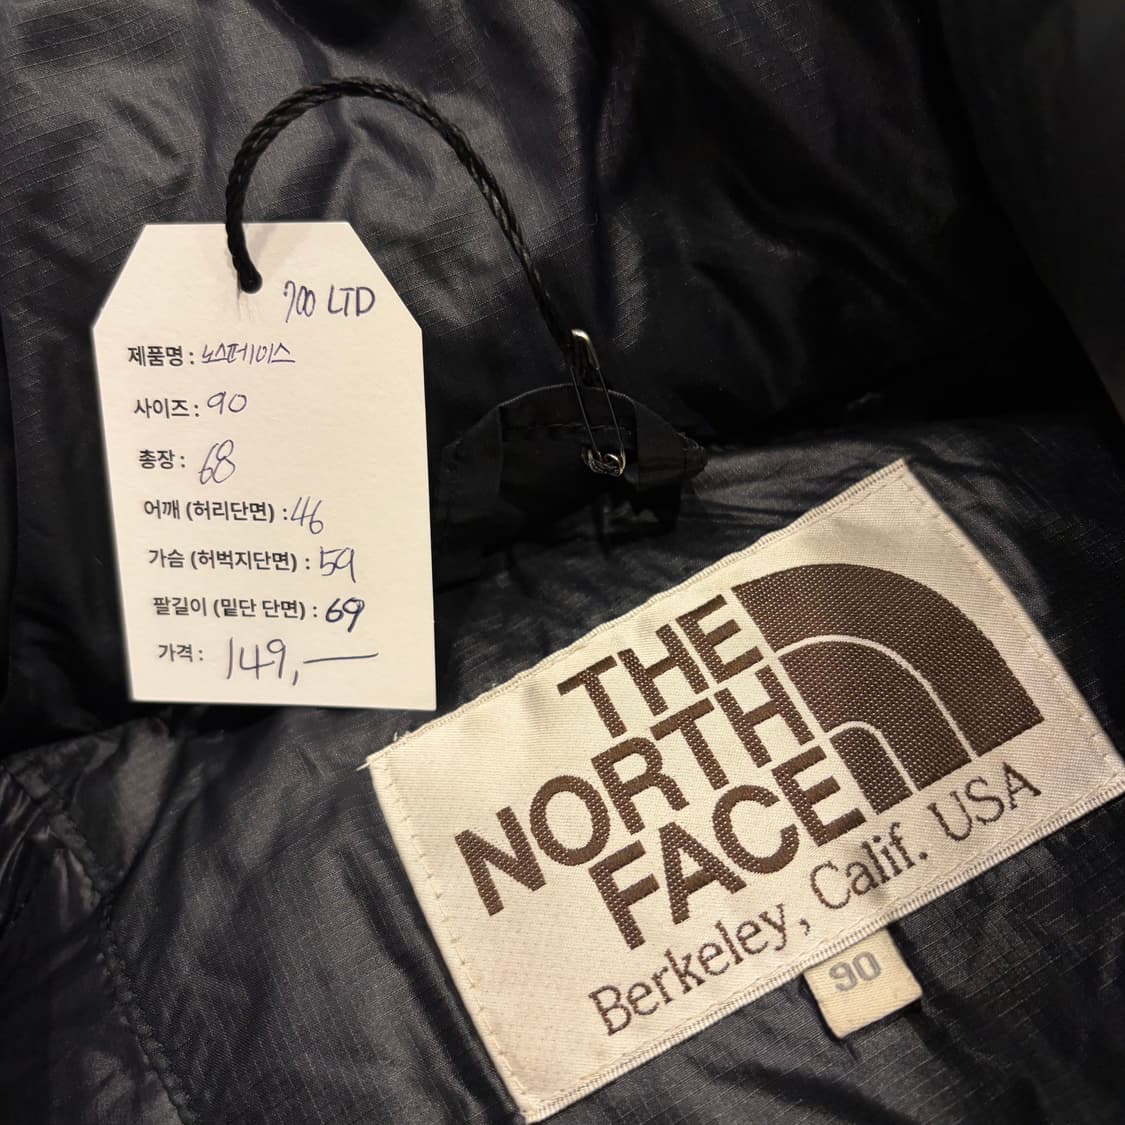 700 LTD
제품명 : 노스페이스
사이즈 : 90
총장 : 68
어깨 (허리단면) : 46
가슴 (허벅지단면) : 59
팔길이 (밑단 단면) : 69
가격 : 149,—
THE
NORTH
FACE
Berkeley, Calif. USA
90